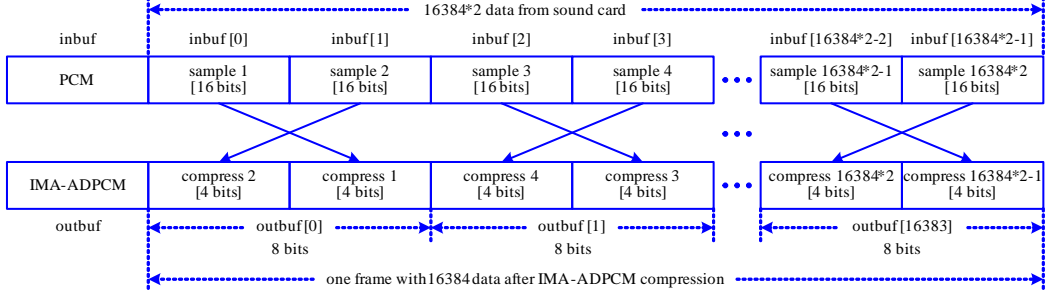 16384*2 data from sound card
inbuf inbuf [0] inbuf [1] inbuf [2] inbuf [3] inbuf [16384*2-2] inbuf [16384*2-1]
PCM sample 1 sample 2 sample 3 sample 4 sample 16384*2-1 sample 16384*2
[16 bits] [16 bits] [16 bits] [16 bits] [16 bits] [16 bits]
IMA-ADPCM compress 2 compress 1 compress 4 compress 3 compress 16384*2 compress 16384*2-1
[4 bits] [4 bits] [4 bits] [4 bits] [4 bits] [4 bits]
outbuf outbuf [0] outbuf [1] outbuf [16383]
8 bits 8 bits 8 bits
one frame with 16384 data after IMA-ADPCM compression